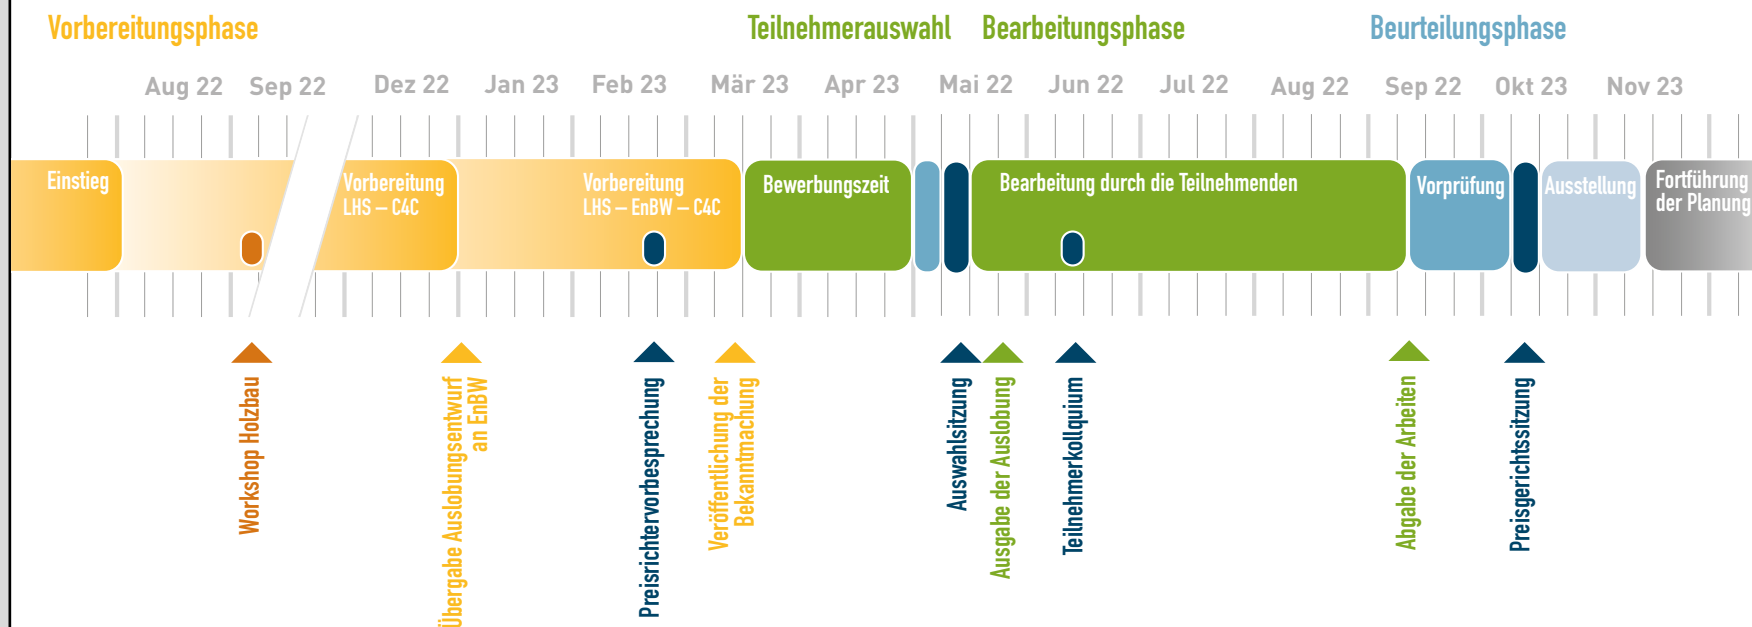 Vorbereitungsphase
Teilnehmerauswahl
Bearbeitungsphase
Beurteilungsphase
Aug 22
Sep 22
Dez 22
Jan 23
Feb 23
Mär 23
Apr 23
Mai 22
Jun 22
Jul 22
Aug 22
Sep 22
Okt 23
Nov 23
Einstieg
Vorbereitung
LHS – C4C
Vorbereitung
LHS – EnBW – C4C
Bewerbungszeit
Bearbeitung durch die Teilnehmenden
Vorprüfung
Ausstellung
Fortführung
der Planung
Workshop Holzbau
Übergabe Auslobungsentwurf
an EnBW
Preisrichtervorbesprechung
Veröffentlichung der
Bekanntmachung
Auswahlsitzung
Ausgabe der Auslobung
Teilnehmerkollquium
Abgabe der Arbeiten
Preisgerichtssitzung